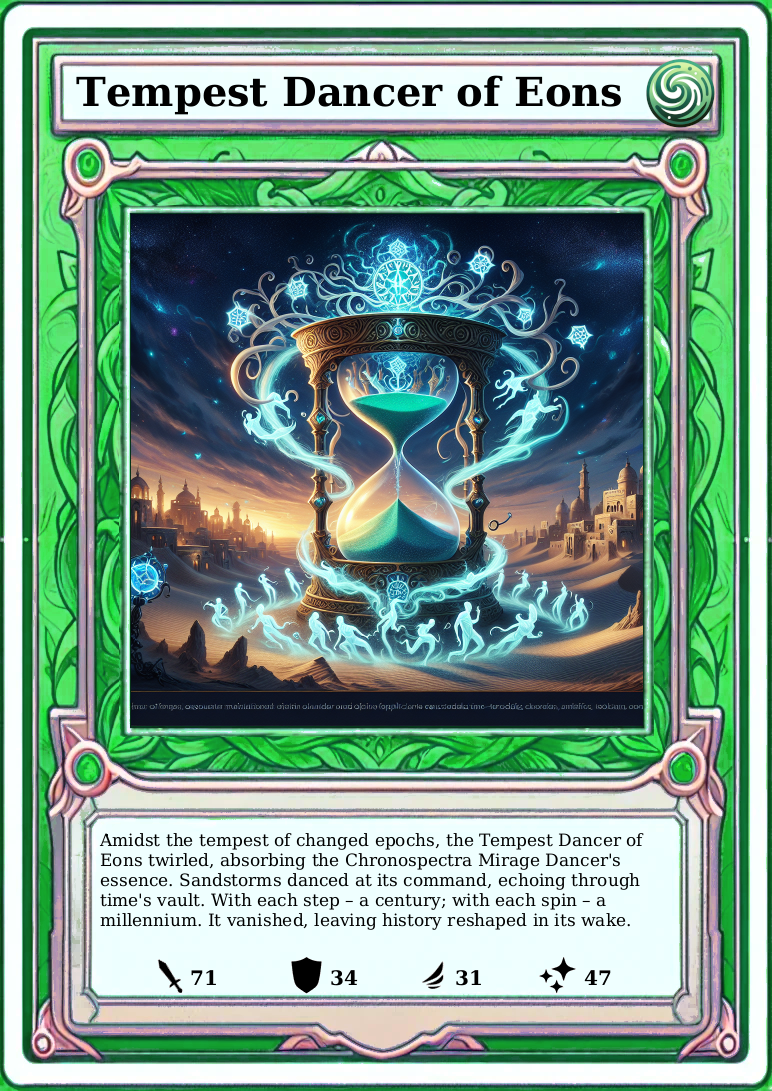 Tempest Dancer of Eons
Amidst the tempest of changed epochs, the Tempest Dancer of
Eons twirled, absorbing the Chronospectra Mirage Dancer's
essence. Sandstorms danced at its command, echoing through
time's vault. With each step – a century; with each spin – a
millennium. It vanished, leaving history reshaped in its wake.
71 34 31 47